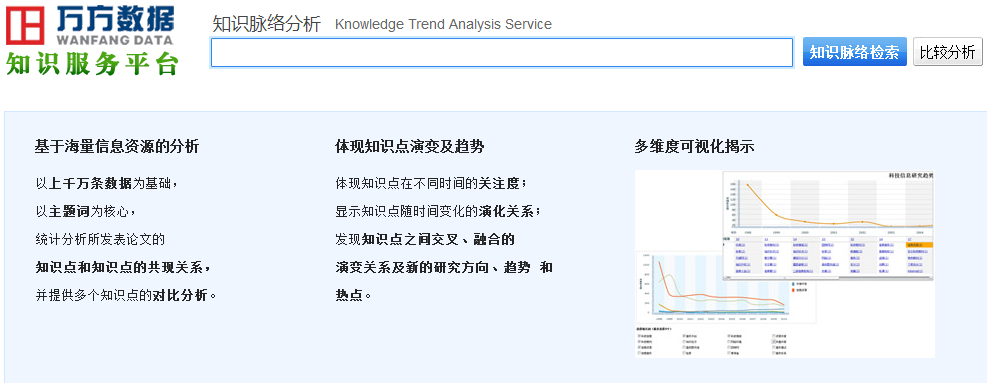 万方数据
WANFANG DATA
知识服务平台
知识脉络分析 Knowledge Trend Analysis Service
知识脉络检索
比较分析
基于海量信息资源的分析
以上千万条数据为基础，
以主题词为核心，
统计分析所发表论文的
知识点和知识点的共现关系，
并提供多个知识点的对比分析。
体现知识点演变及趋势
体现知识点在不同时间的关注度；
显示知识点随时间变化的演化关系；
发现知识点之间交叉、融合的
演变关系及新的研究方向、趋势 和
热点。
多维度可视化揭示
科技信息研究趋势